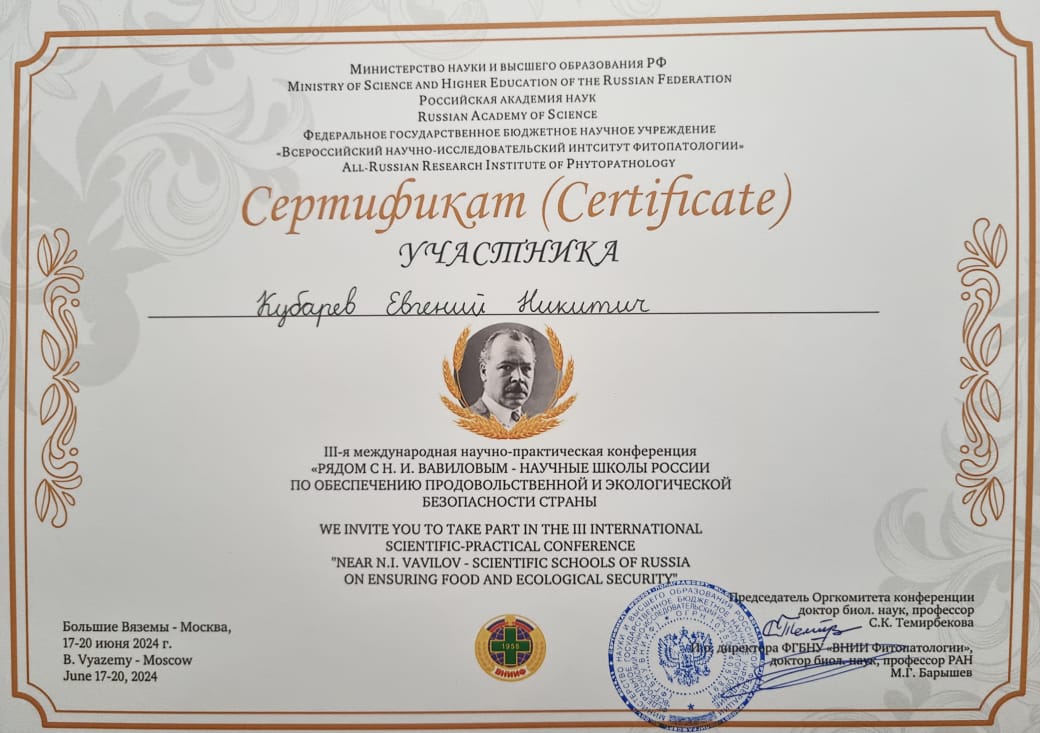 Министерство науки и высшего образования РФ
Ministry of Science and Higher Education of the Russian Federation
Российская академия наук
Russian Academy of Science
Федеральное государственное бюджетное научное учреждение
«Всероссийский научно-исследовательский интситит фитопатологии»
All-Russian Research Institute of Phytopathology
Сертификат (Certificate)
УЧАСТНИКА
Кубарев Евгений Никитич
III-я международная научно-практическая конференция
«РЯДОМ С Н. И. ВАВИЛОВЫМ - НАУЧНЫЕ ШКОЛЫ РОССИИ
ПО ОБЕСПЕЧЕНИЮ ПРОДОВОЛЬСТВЕННОЙ И ЭКОЛОГИЧЕСКОЙ
БЕЗОПАСНОСТИ СТРАНЫ
WE INVITE YOU TO TAKE PART IN THE III INTERNATIONAL
SCIENTIFIC-PRACTICAL CONFERENCE
"NEAR N.I. VAVILOV - SCIENTIFIC SCHOOLS OF RUSSIA
ON ENSURING FOOD AND ECOLOGICAL SECURITY"
Большие Вяземы - Москва,
17-20 июня 2024 г.
B. Vyazemy - Moscow
June 17-20, 2024
1958
ВНИИФ
Председатель Оргкомитета конференции
доктор биол. наук, профессор
С.К. Темирбекова
директора ФГБНУ «ВНИИ Фитопатологии»,
доктор биол. наук, профессор РАН
М.Г. Барышев